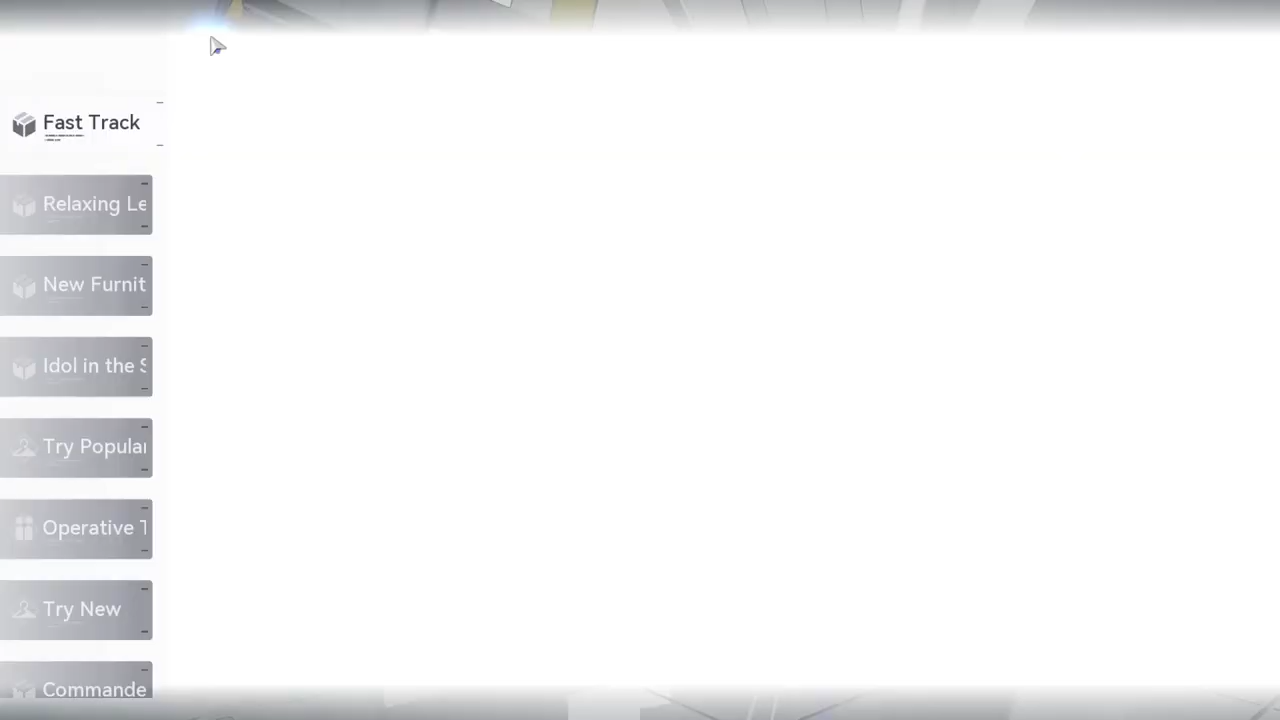 Fast Track
Relaxing Le
New Furnit
Idol in the S
Try Popular
Operative T
Try New
Commande